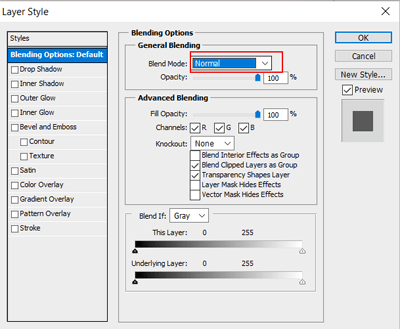 Layer Style
Styles
Blending Options: Default
Drop Shadow
Inner Shadow
Outer Glow
Inner Glow
Bevel and Emboss
Contour
Texture
Satin
Color Overlay
Gradient Overlay
Pattern Overlay
Stroke
Blending Options
General Blending
Blend Mode: Normal
Opacity: 100 %
Advanced Blending
Fill Opacity: 100 %
Channels: R G B
Knockout: None
Blend Interior Effects as Group
Blend Clipped Layers as Group
Transparency Shapes Layer
Layer Mask Hides Effects
Vector Mask Hides Effects
Blend If: Gray
This Layer: 0 255
Underlying Layer: 0 255
OK
Cancel
New Style...
Preview